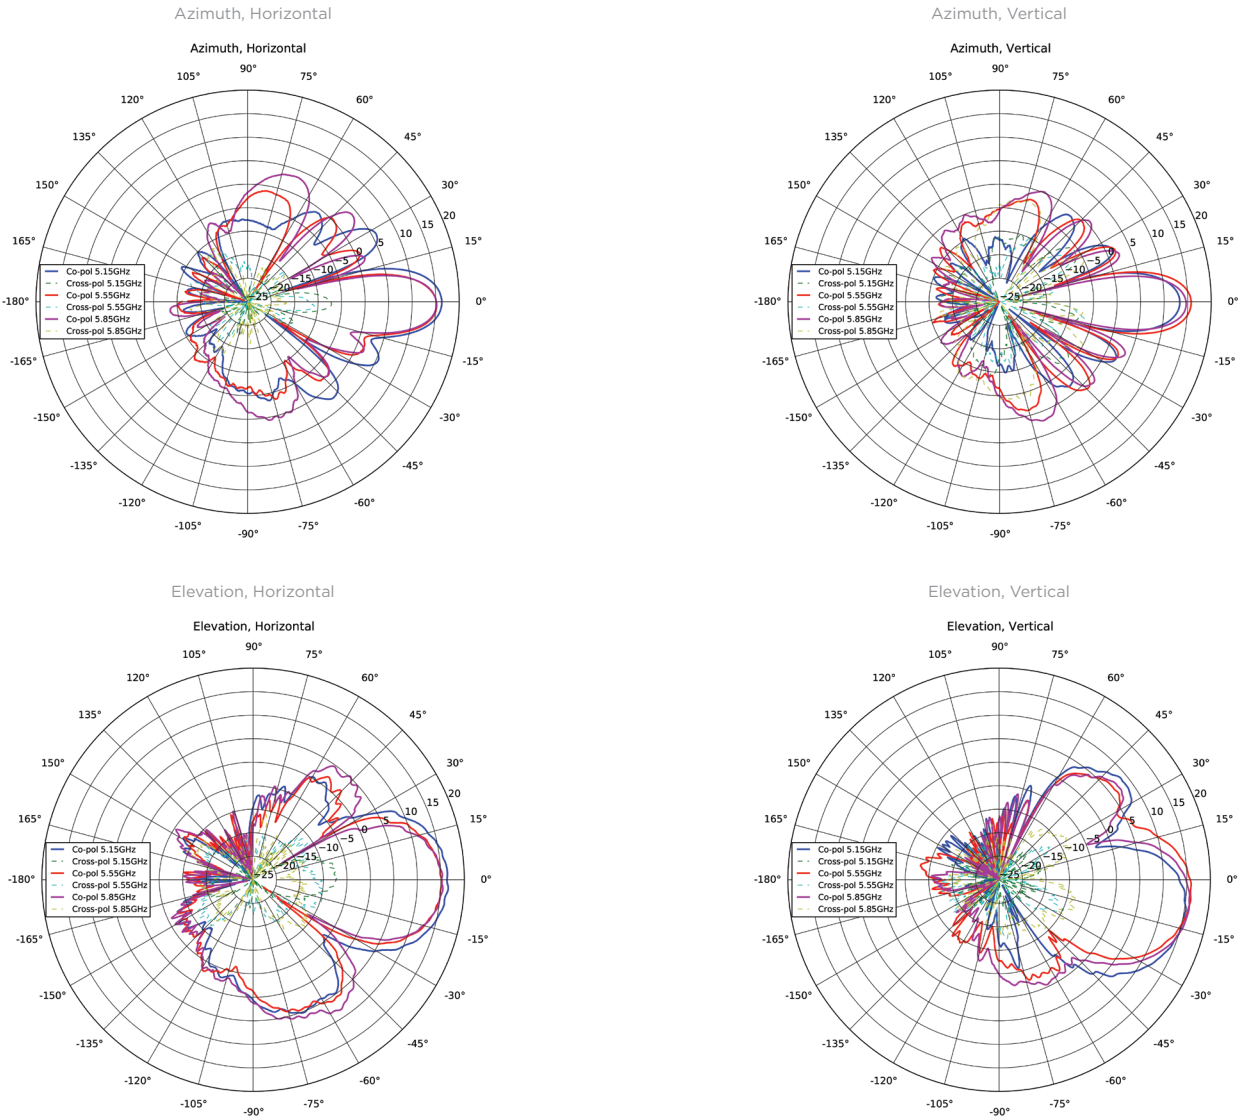 Azimuth, Horizontal
Azimuth, Horizontal
90°
105° 75°
120° 60°
135° 45°
150° 30°
20
15
10
5
0
−5
−10
−15
−20
−25
165° 15°
-180° 0°
-165° -15°
-150° -30°
-135° -45°
-120° -60°
-105° -75°
-90°
Co-pol 5.15GHz
Cross-pol 5.15GHz
Co-pol 5.55GHz
Cross-pol 5.55GHz
Co-pol 5.85GHz
Cross-pol 5.85GHz
Azimuth, Vertical
Azimuth, Vertical
90°
105° 75°
120° 60°
135° 45°
150° 30°
20
15
10
5
0
−5
−10
−15
−20
−25
165° 15°
-180° 0°
-165° -15°
-150° -30°
-135° -45°
-120° -60°
-105° -75°
-90°
Co-pol 5.15GHz
Cross-pol 5.15GHz
Co-pol 5.55GHz
Cross-pol 5.55GHz
Co-pol 5.85GHz
Cross-pol 5.85GHz
Elevation, Horizontal
Elevation, Horizontal
90°
105° 75°
120° 60°
135° 45°
150° 30°
20
15
10
5
0
−5
−10
−15
−20
−25
165° 15°
-180° 0°
-165° -15°
-150° -30°
-135° -45°
-120° -60°
-105° -75°
-90°
Co-pol 5.15GHz
Cross-pol 5.15GHz
Co-pol 5.55GHz
Cross-pol 5.55GHz
Co-pol 5.85GHz
Cross-pol 5.85GHz
Elevation, Vertical
Elevation, Vertical
90°
105° 75°
120° 60°
135° 45°
150° 30°
20
15
10
5
0
−5
−10
−15
−20
−25
165° 15°
-180° 0°
-165° -15°
-150° -30°
-135° -45°
-120° -60°
-105° -75°
-90°
Co-pol 5.15GHz
Cross-pol 5.15GHz
Co-pol 5.55GHz
Cross-pol 5.55GHz
Co-pol 5.85GHz
Cross-pol 5.85GHz